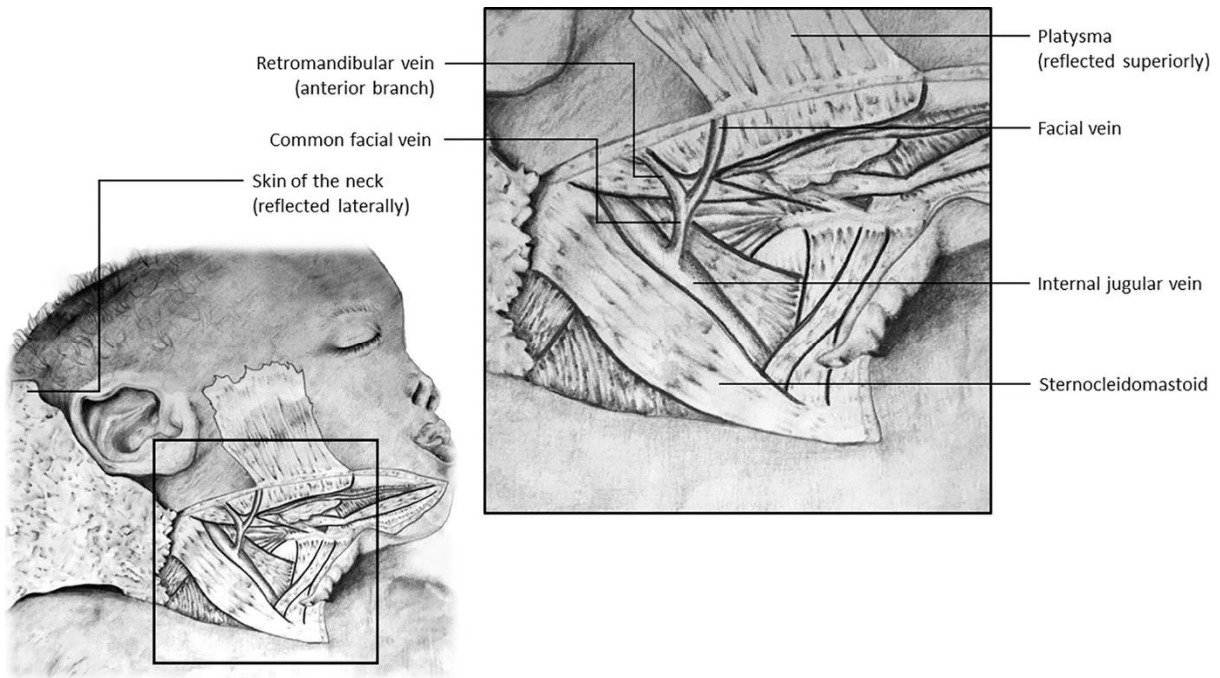 Retromandibular vein
(anterior branch)
Common facial vein
Skin of the neck
(reflected laterally)
Platysma
(reflected superiorly)
Facial vein
Internal jugular vein
Sternocleidomastoid